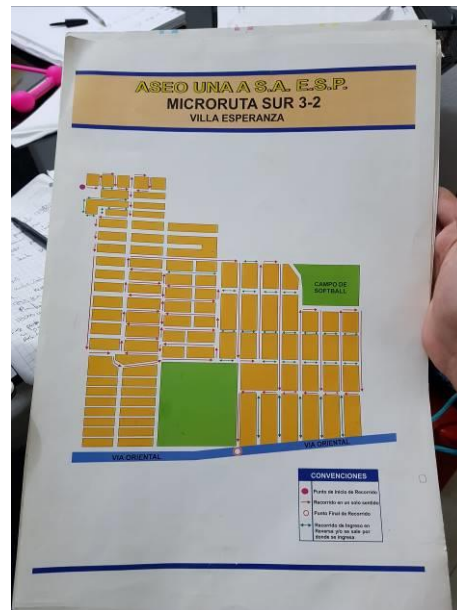 ASEO UNA A S.A. E.S.P.
MICRORUTA SUR 3-2
VILLA ESPERANZA
CAMPO DE
SOFTBALL
VIA ORIENTAL
VIA ORIENTAL
CONVENCIONES
Punto de Inicio de Recorrido
Recorrido en un solo sentido
Punto Final de Recorrido
Recorrido de Ingreso en
Reversa y/o se sale por
donde se ingresa